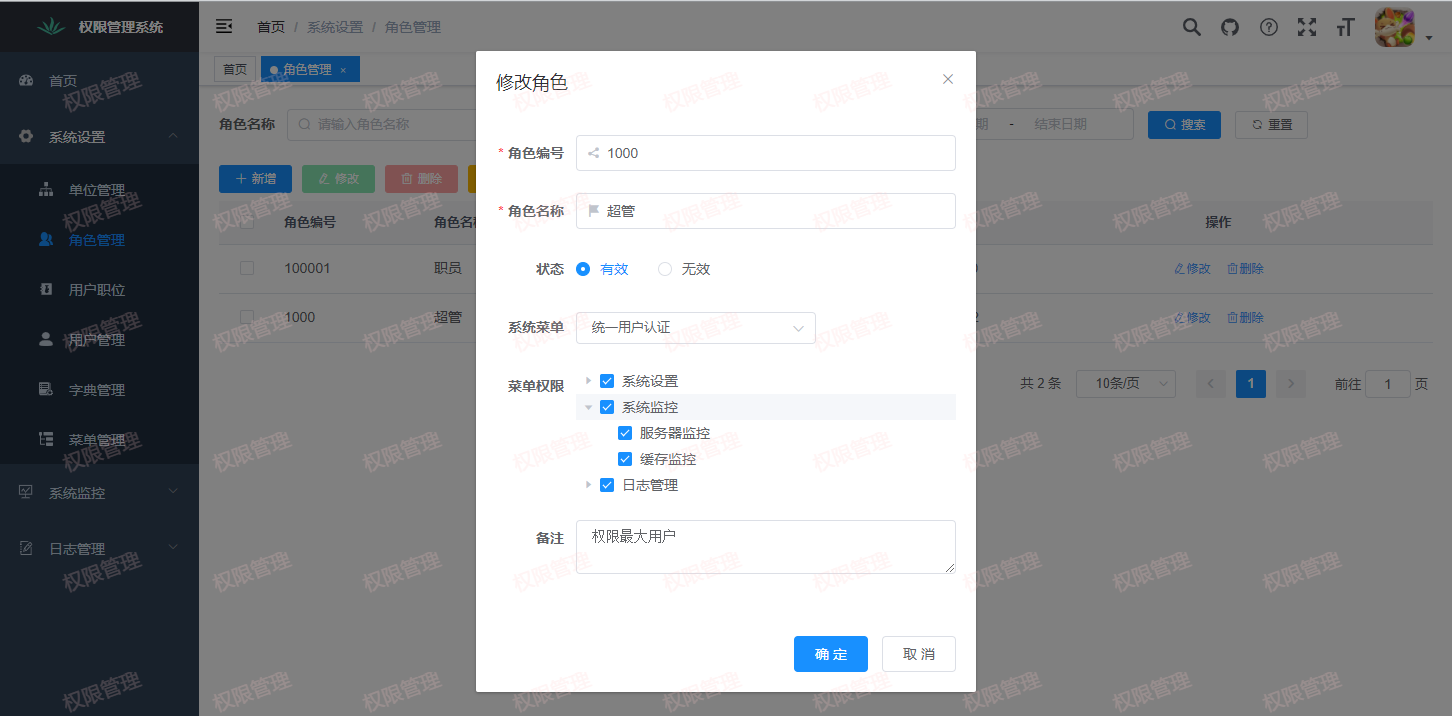 权限管理系统
首页 / 系统设置 / 角色管理
首页
角色管理 ×
首页
系统设置
单位管理
角色管理
用户职位
用户管理
字典管理
菜单管理
系统监控
日志管理
角色名称 请输入角色名称
期 - 结束日期
搜索
重置
新增
修改
删除
角色编号 角色名 操作
100001 职员 修改 删除
1000 超管 修改 删除
共 2 条 10条/页 1 前往 1 页
修改角色
* 角色编号 1000
* 角色名称 超管
状态 有效 无效
系统菜单 统一用户认证
菜单权限 系统设置
系统监控
服务器监控
缓存监控
日志管理
备注 权限最大用户
确 定 取 消
权限管理